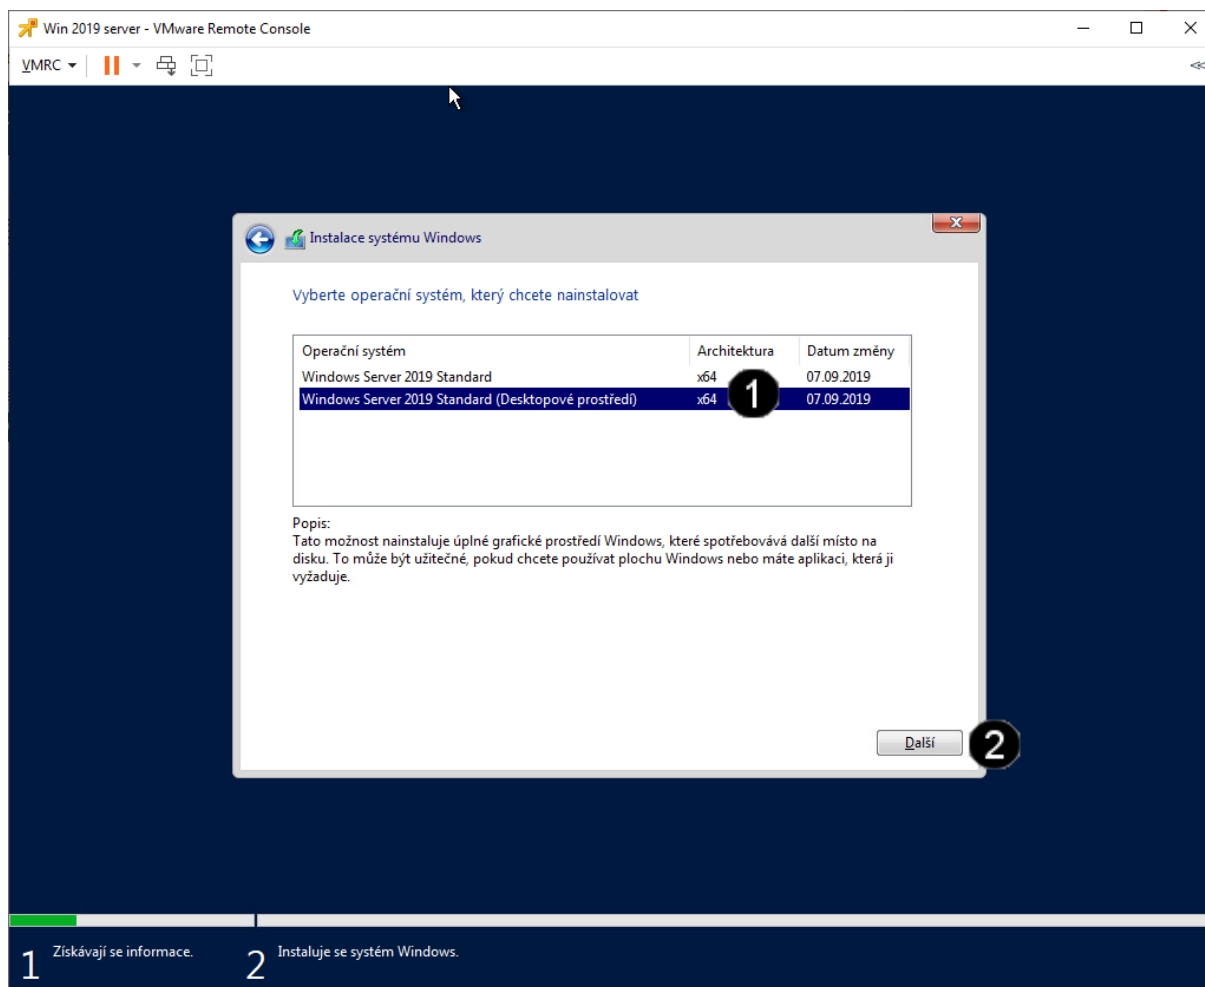 Win 2019 server - VMware Remote Console
VMRC
Instalace systému Windows
Vyberte operační systém, který chcete nainstalovat
Operační systém Architektura Datum změny
Windows Server 2019 Standard x64 07.09.2019
Windows Server 2019 Standard (Desktopové prostředí) x64 07.09.2019
1
Popis:
Tato možnost nainstaluje úplné grafické prostředí Windows, které spotřebovává další místo na
disku. To může být užitečné, pokud chcete používat plochu Windows nebo máte aplikaci, která ji
vyžaduje.
Další
2
1 Získávají se informace.
2 Instaluje se systém Windows.